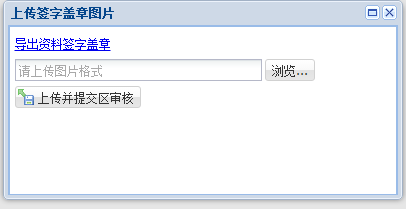 上传签字盖章图片
导出资料签字盖章
请上传图片格式 浏览...
上传并提交区审核